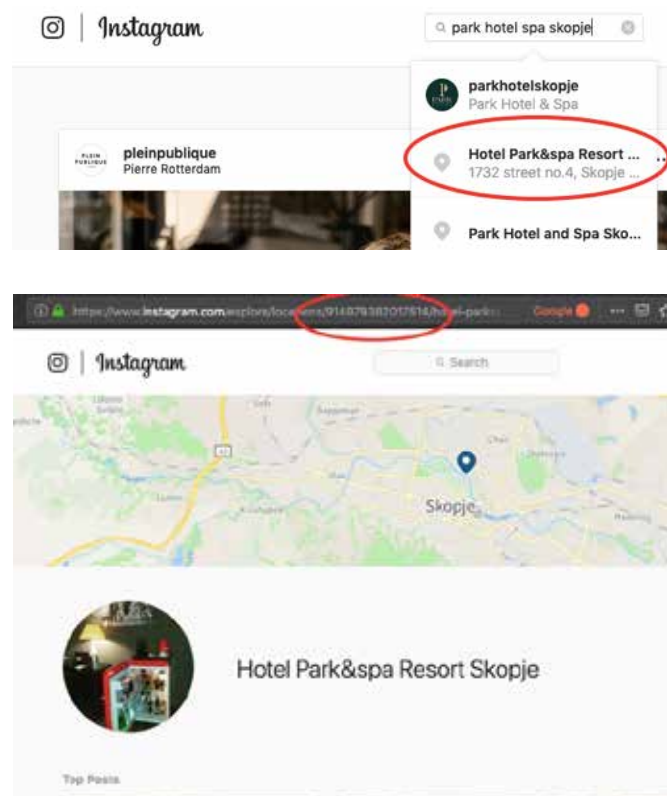 Instagram
park hotel spa skopje
parkhotelskopje
Park Hotel & Spa
PLEIN
PUBLIQUE
pleinpublique
Pierre Rotterdam
Hotel Park&spa Resort ...
1732 street no.4, Skopje ...
Park Hotel and Spa Sko...
https://www.instagram.com/explore/locations/
Google
Instagram
Search
Skopje
Hotel Park&spa Resort Skopje
Top Posts